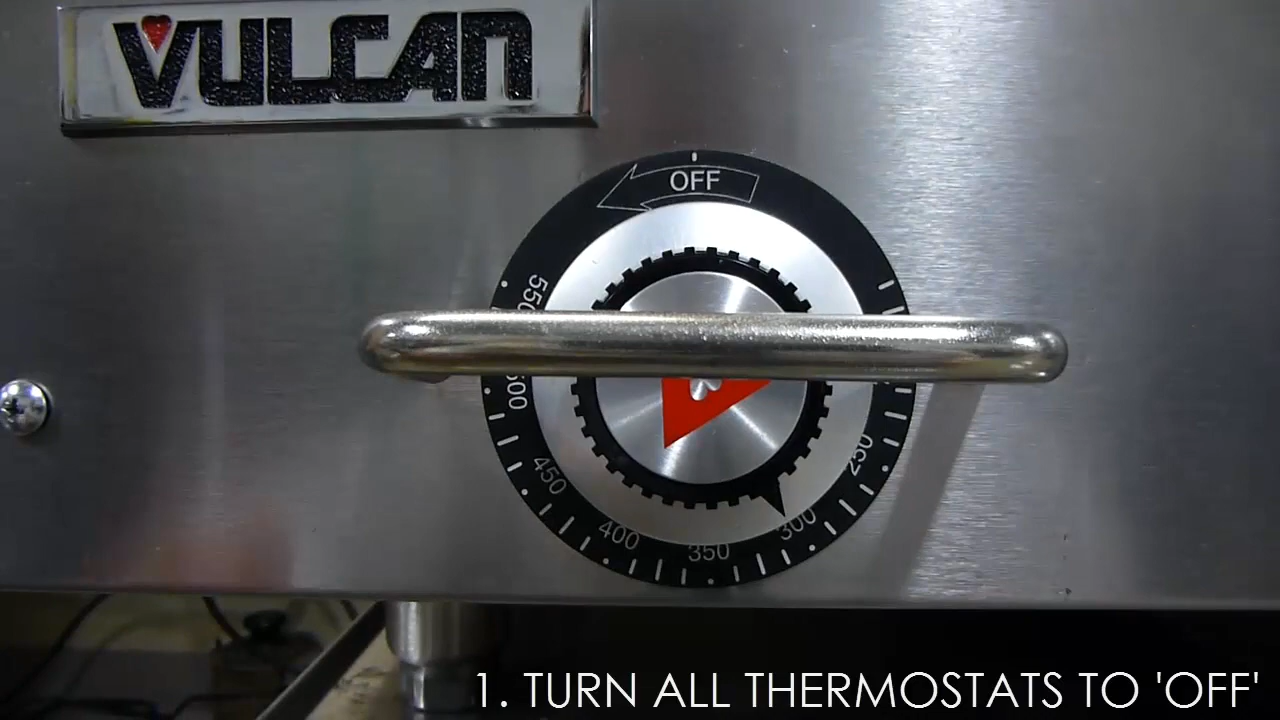 VULCAN
OFF
550
500
450
400
350
300
250
1. TURN ALL THERMOSTATS TO 'OFF'